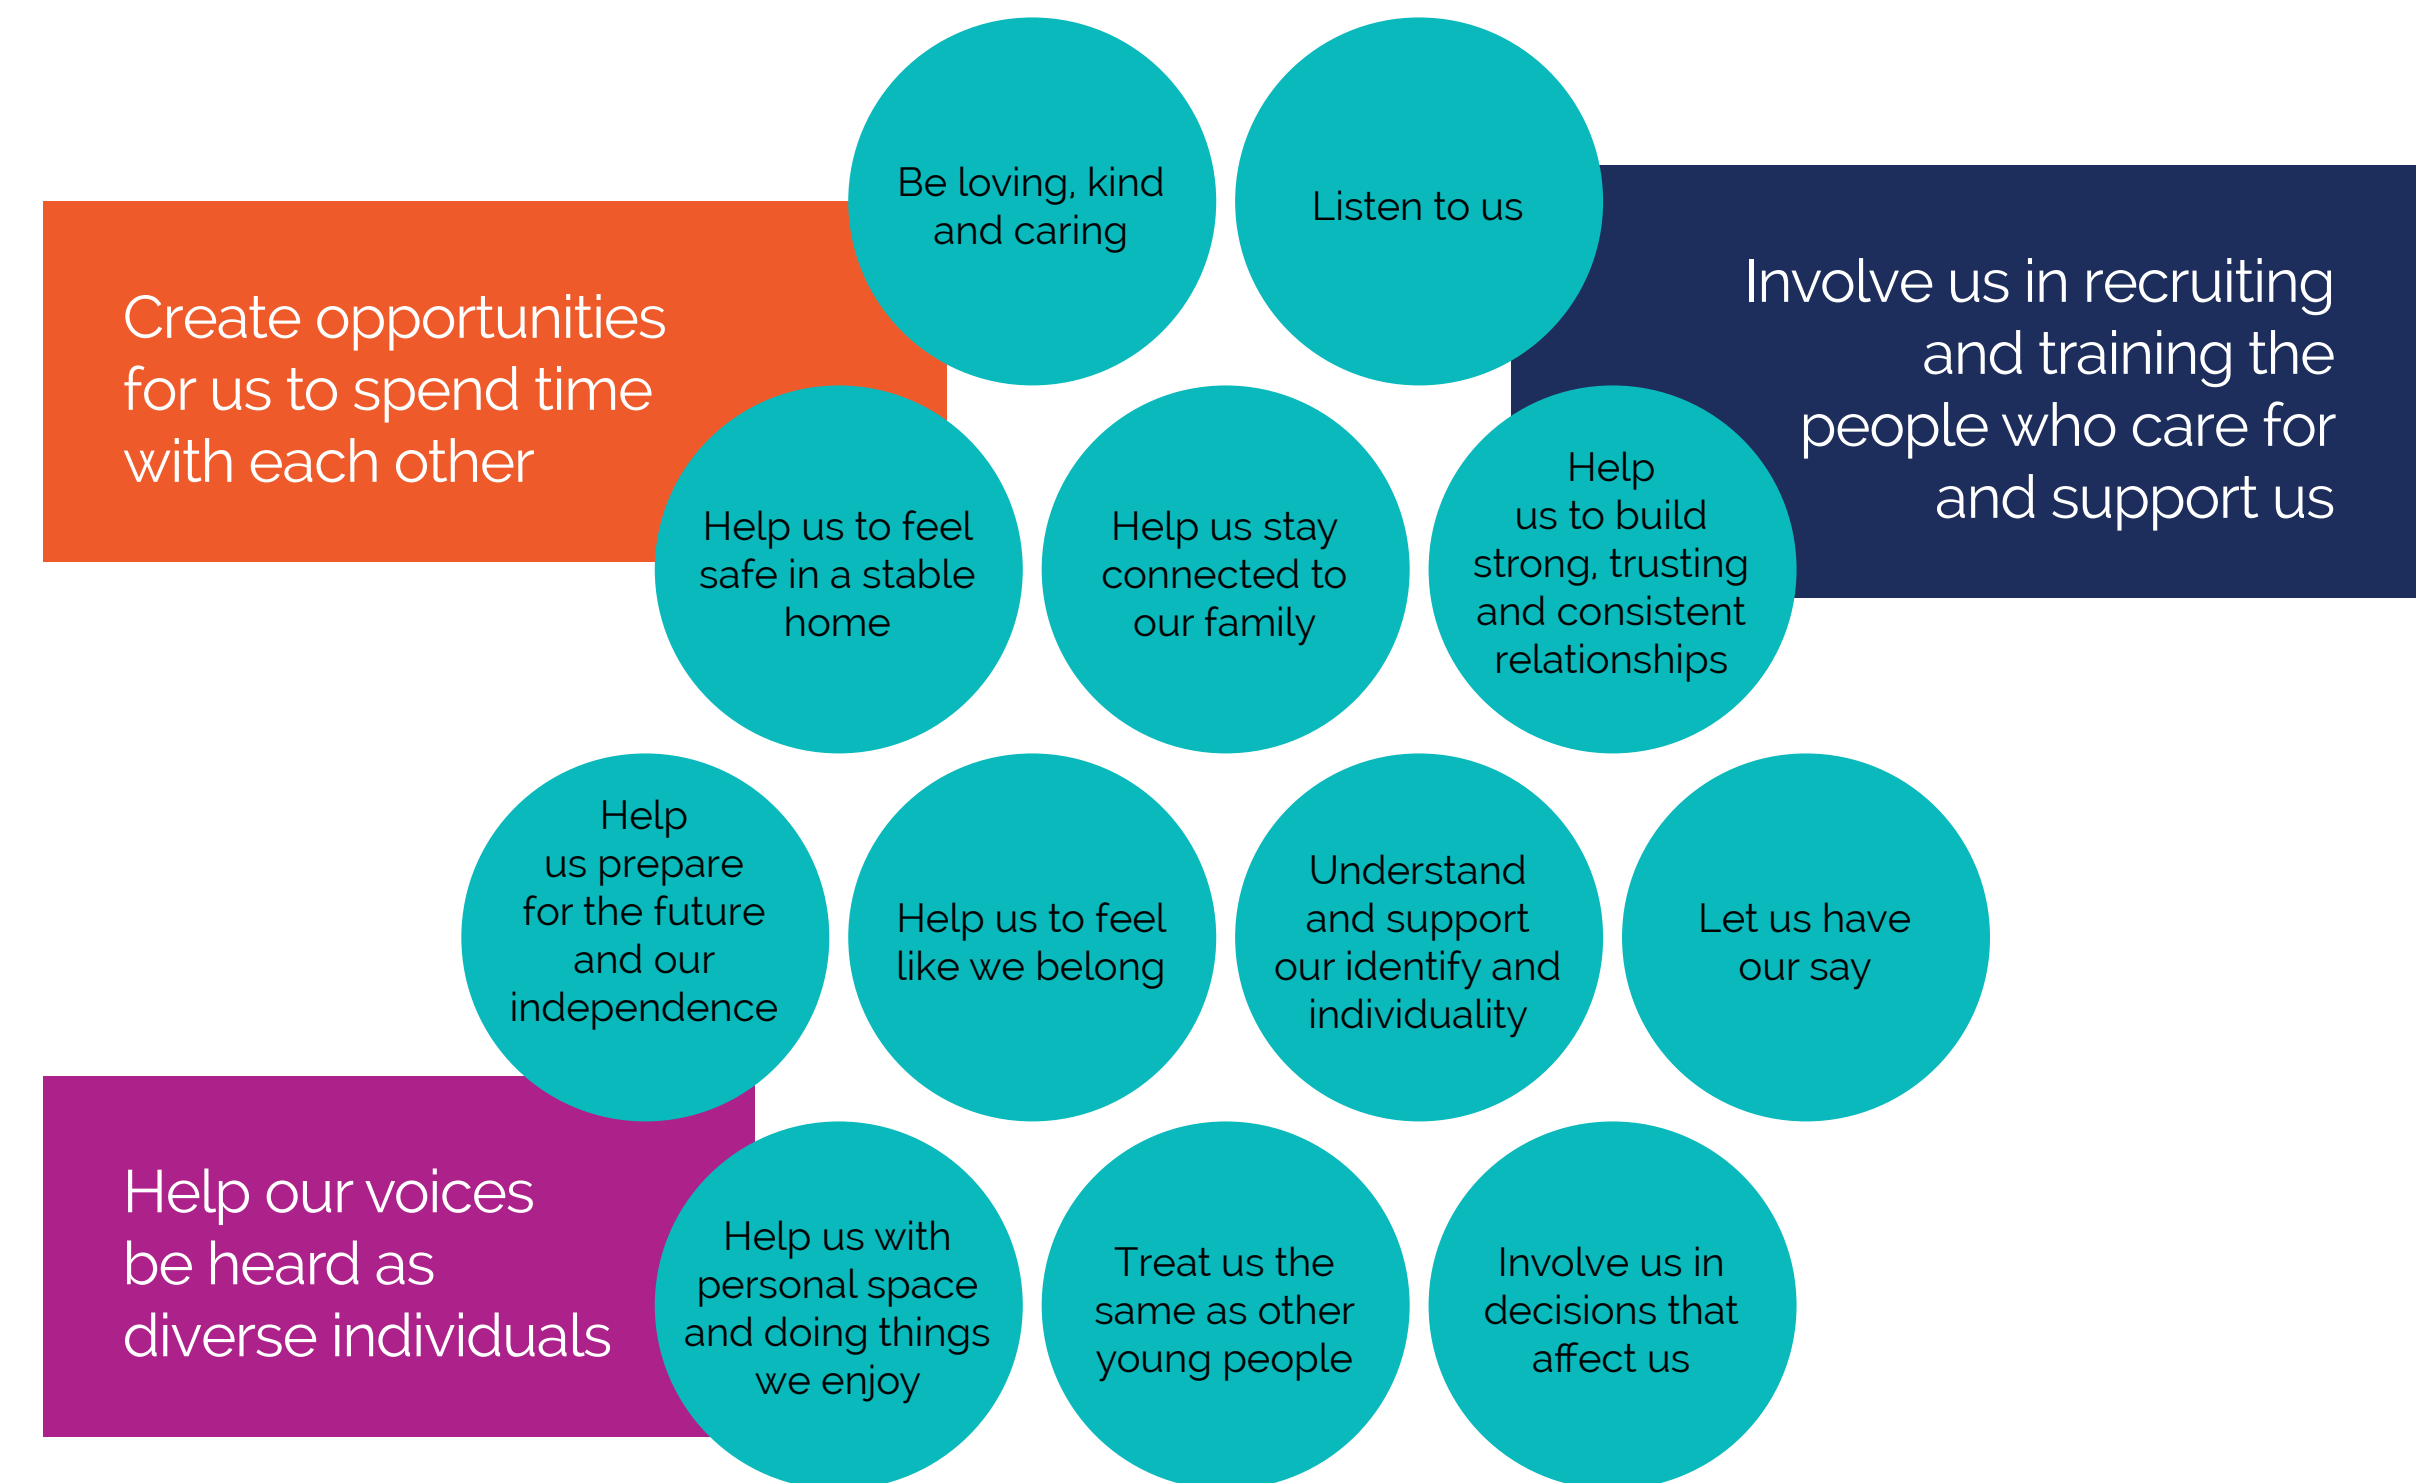 Be loving, kind
and caring
Listen to us
Create opportunities
for us to spend time
with each other
Involve us in recruiting
and training the
people who care for
and support us
Help us to feel
safe in a stable
home
Help us stay
connected to
our family
Help
us to build
strong, trusting
and consistent
relationships
Help
us prepare
for the future
and our
independence
Help us to feel
like we belong
Understand
and support
our identify and
individuality
Let us have
our say
Help our voices
be heard as
diverse individuals
Help us with
personal space
and doing things
we enjoy
Treat us the
same as other
young people
Involve us in
decisions that
affect us